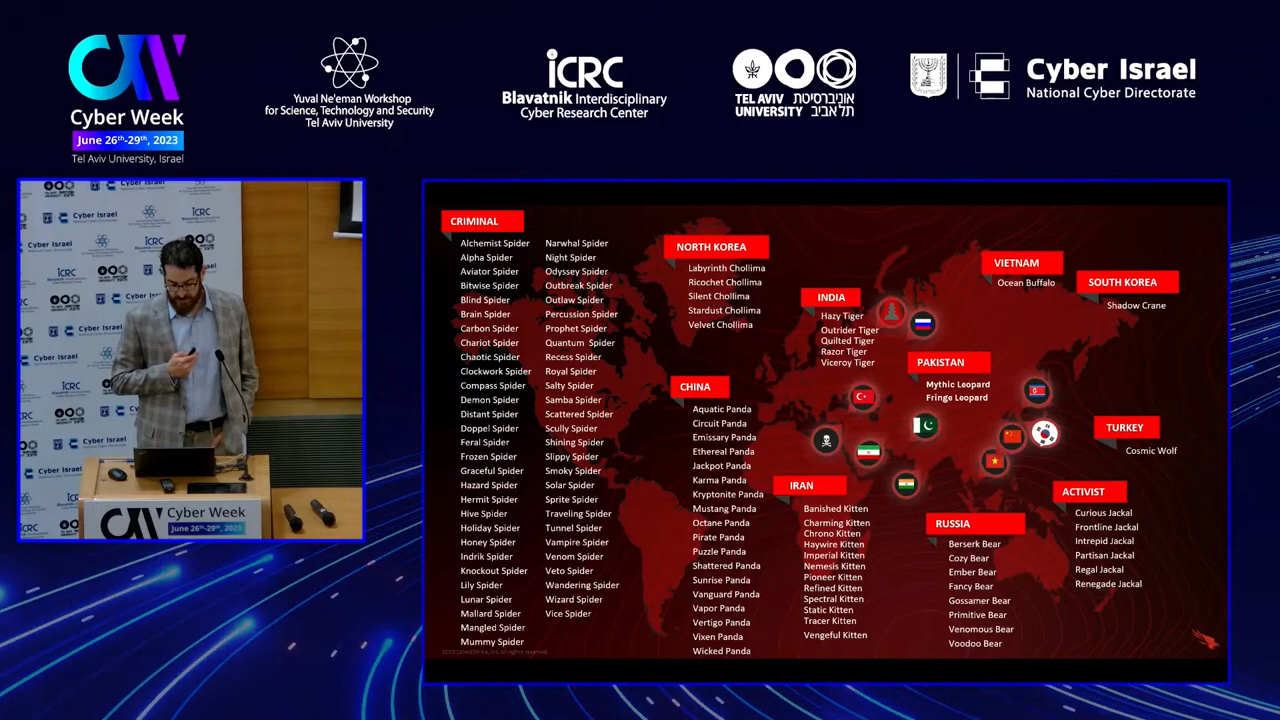 Cyber Week
June 26th-29th, 2023
Tel Aviv University, Israel
Yuval Ne'eman Workshop
for Science, Technology and Security
Tel Aviv University
iCRC
Blavatnik Interdisciplinary
Cyber Research Center
TEL AVIV אוניברסיטת
UNIVERSITY תל אביב
Cyber Israel
National Cyber Directorate
Cyber Week
June 26th-29th, 2023
CRIMINAL
Alchemist Spider
Alpha Spider
Aviator Spider
Bitwise Spider
Blind Spider
Brain Spider
Carbon Spider
Chariot Spider
Chaotic Spider
Clockwork Spider
Compass Spider
Demon Spider
Distant Spider
Doppel Spider
Feral Spider
Frozen Spider
Graceful Spider
Hazard Spider
Hermit Spider
Hive Spider
Holiday Spider
Honey Spider
Indrik Spider
Knockout Spider
Lily Spider
Lunar Spider
Mallard Spider
Mangled Spider
Mummy Spider
Narwhal Spider
Night Spider
Odyssey Spider
Outbreak Spider
Outlaw Spider
Percussion Spider
Prophet Spider
Quantum Spider
Recess Spider
Royal Spider
Salty Spider
Samba Spider
Scattered Spider
Scully Spider
Shining Spider
Slippy Spider
Smoky Spider
Solar Spider
Sprite Spider
Traveling Spider
Tunnel Spider
Vampire Spider
Venom Spider
Veto Spider
Wandering Spider
Wizard Spider
Vice Spider
NORTH KOREA
Labyrinth Chollima
Ricochet Chollima
Silent Chollima
Stardust Chollima
Velvet Chollima
CHINA
Aquatic Panda
Circuit Panda
Emissary Panda
Ethereal Panda
Jackpot Panda
Karma Panda
Kryptonite Panda
Mustang Panda
Octane Panda
Pirate Panda
Puzzle Panda
Shattered Panda
Sunrise Panda
Vanguard Panda
Vapor Panda
Vertigo Panda
Vixen Panda
Wicked Panda
INDIA
Hazy Tiger
Outrider Tiger
Quilted Tiger
Razor Tiger
Viceroy Tiger
IRAN
Banished Kitten
Charming Kitten
Chrono Kitten
Haywire Kitten
Imperial Kitten
Nemesis Kitten
Pioneer Kitten
Refined Kitten
Spectral Kitten
Static Kitten
Tracer Kitten
Vengeful Kitten
PAKISTAN
Mythic Leopard
Fringe Leopard
RUSSIA
Berserk Bear
Cozy Bear
Ember Bear
Fancy Bear
Gossamer Bear
Primitive Bear
Venomous Bear
Voodoo Bear
VIETNAM
Ocean Buffalo
SOUTH KOREA
Shadow Crane
TURKEY
Cosmic Wolf
ACTIVIST
Curious Jackal
Frontline Jackal
Intrepid Jackal
Partisan Jackal
Regal Jackal
Renegade Jackal